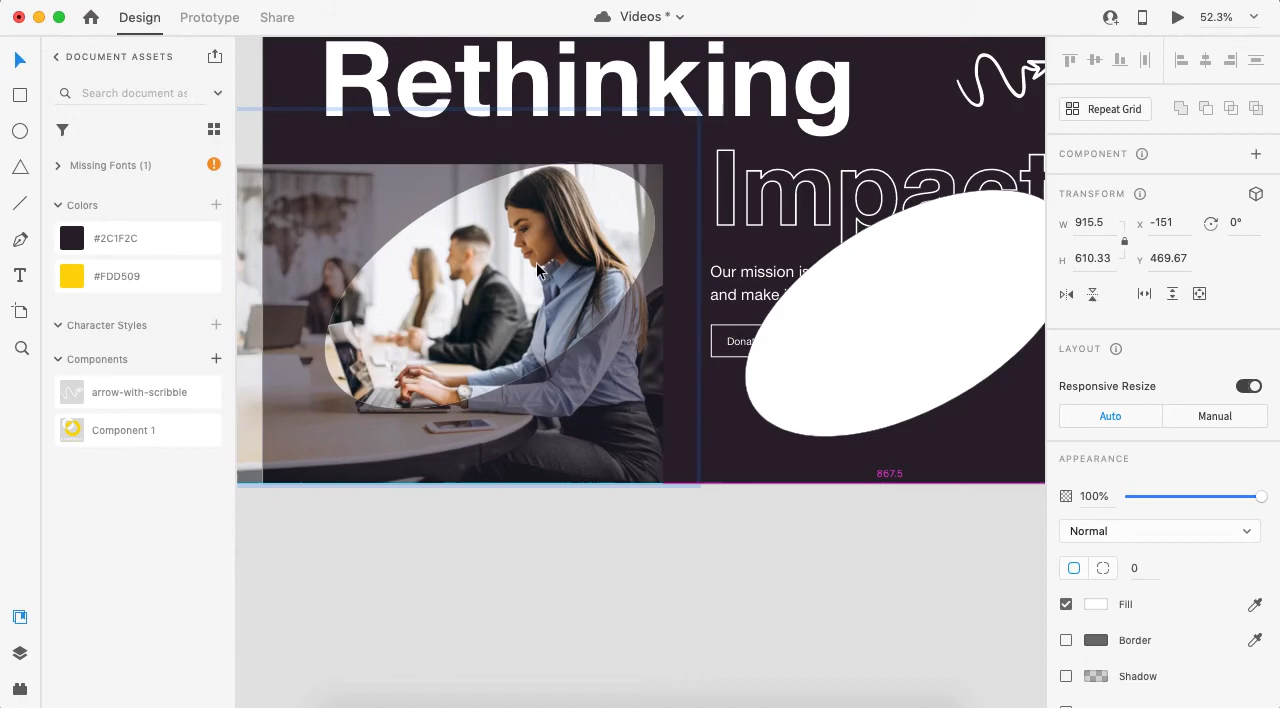 Design
Prototype
Share
Videos *
52.3%
DOCUMENT ASSETS
Search document as
Missing Fonts (1)
!
Colors
#2C1F2C
#FDD509
Character Styles
Components
arrow-with-scribble
Component 1
Rethinking
Impact
Our mission is
and make i
Dona
867.5
Repeat Grid
COMPONENT
TRANSFORM
W 915.5 X -151 0°
H 610.33 Y 469.67
LAYOUT
Responsive Resize
Auto Manual
APPEARANCE
100%
Normal
0
Fill
Border
Shadow